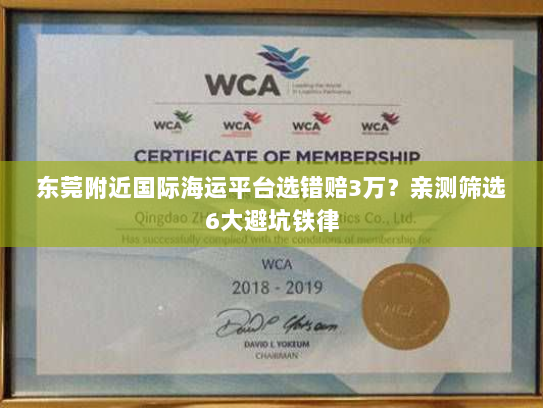 WCA
Leading the World
in Logistics Partnering
WCA
WCA
WCA
WCA
CERTIFICATE OF MEMBERSHIP
东莞附近国际海运平台选错赔3万？亲测筛选
6大避坑铁律
Qingdao ZH
ics Co., Ltd.
Has successfully complied with the conditions of membership for
WCA
2018 - 2019
DAVID L YOKEUM
CHAIRMAN